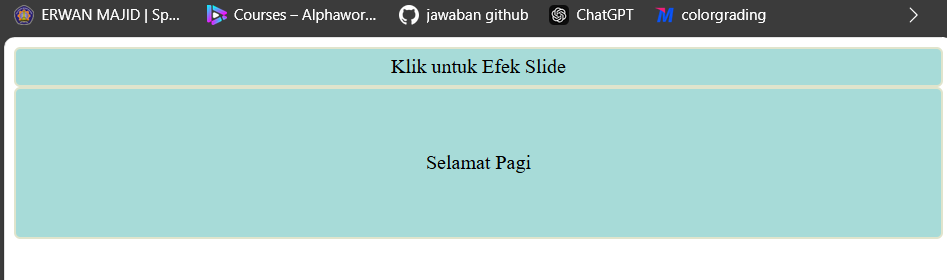 ERWAN MAJID | Sp... Courses – Alphawor... jawaban github ChatGPT colorgrading
Klik untuk Efek Slide
Selamat Pagi